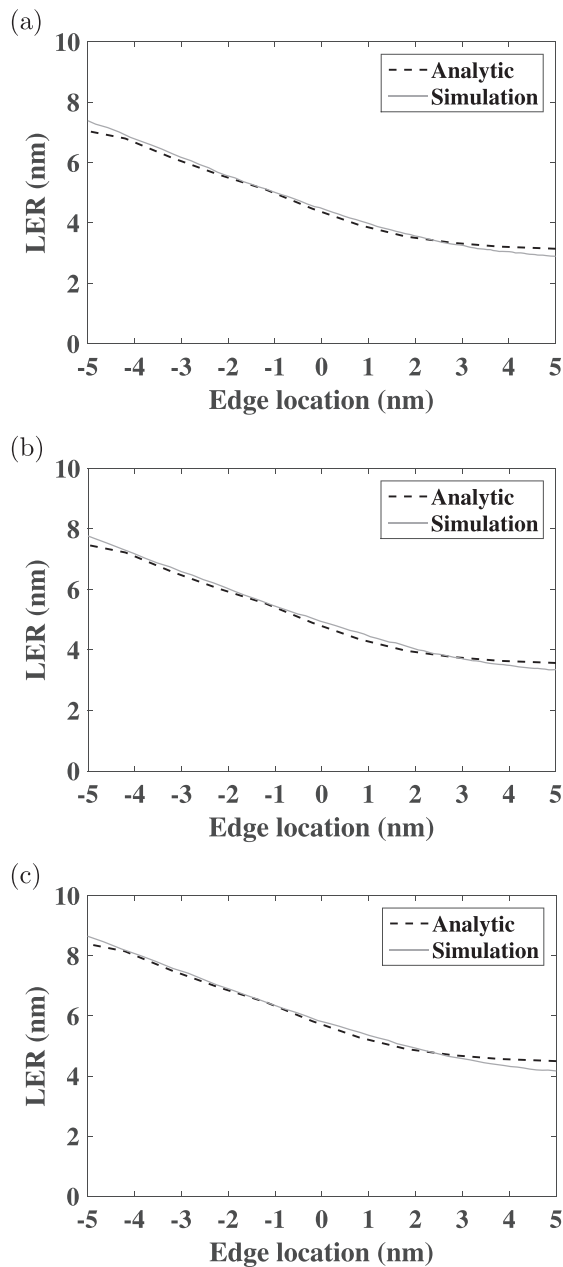 (a)
10
8
6
4
2
0
LER (nm)
Analytic
Simulation
-5 -4 -3 -2 -1 0 1 2 3 4 5
Edge location (nm)
(b)
10
8
6
4
2
0
LER (nm)
Analytic
Simulation
-5 -4 -3 -2 -1 0 1 2 3 4 5
Edge location (nm)
(c)
10
8
6
4
2
0
LER (nm)
Analytic
Simulation
-5 -4 -3 -2 -1 0 1 2 3 4 5
Edge location (nm)